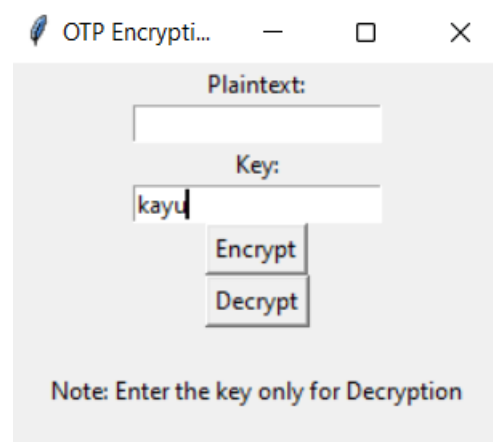 OTP Encrypti...
Plaintext:
Key:
kayu
Encrypt
Decrypt
Note: Enter the key only for Decryption